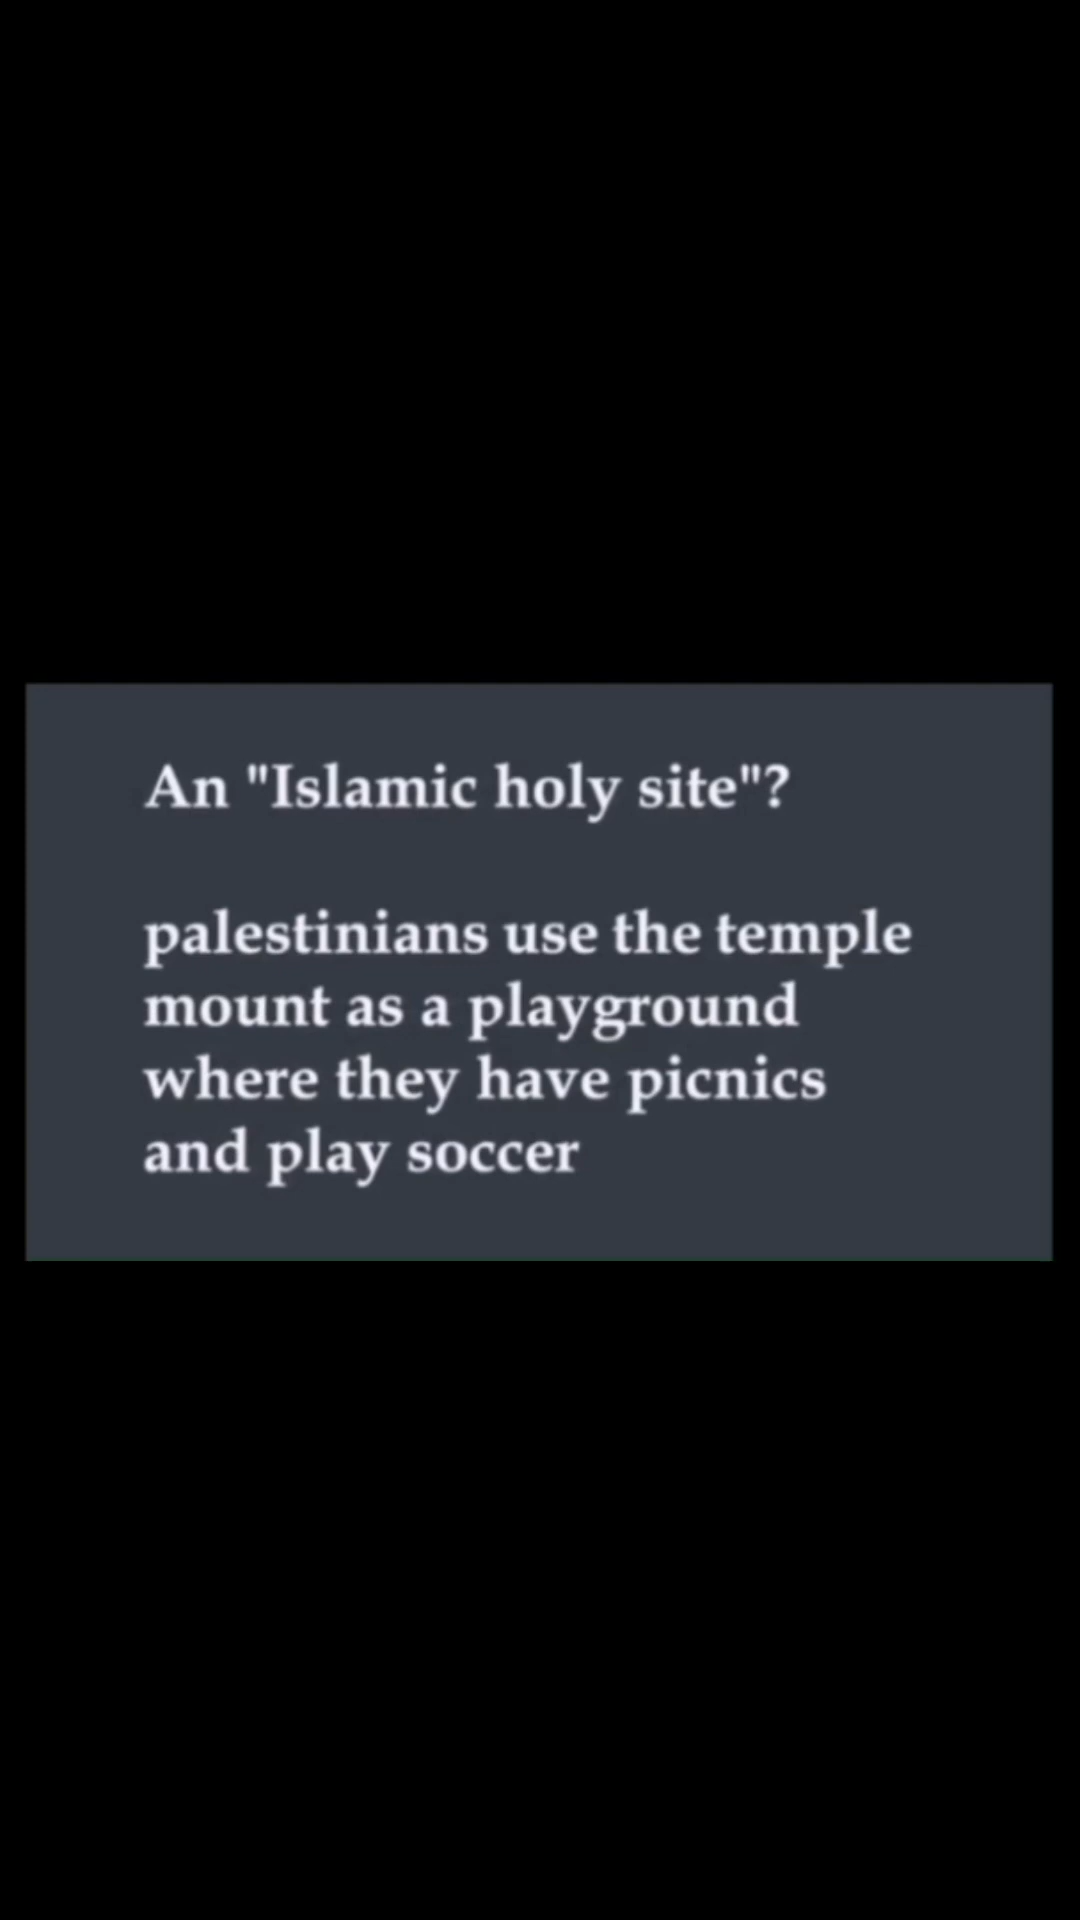 An "Islamic holy site"?
palestinians use the temple
mount as a playground
where they have picnics
and play soccer